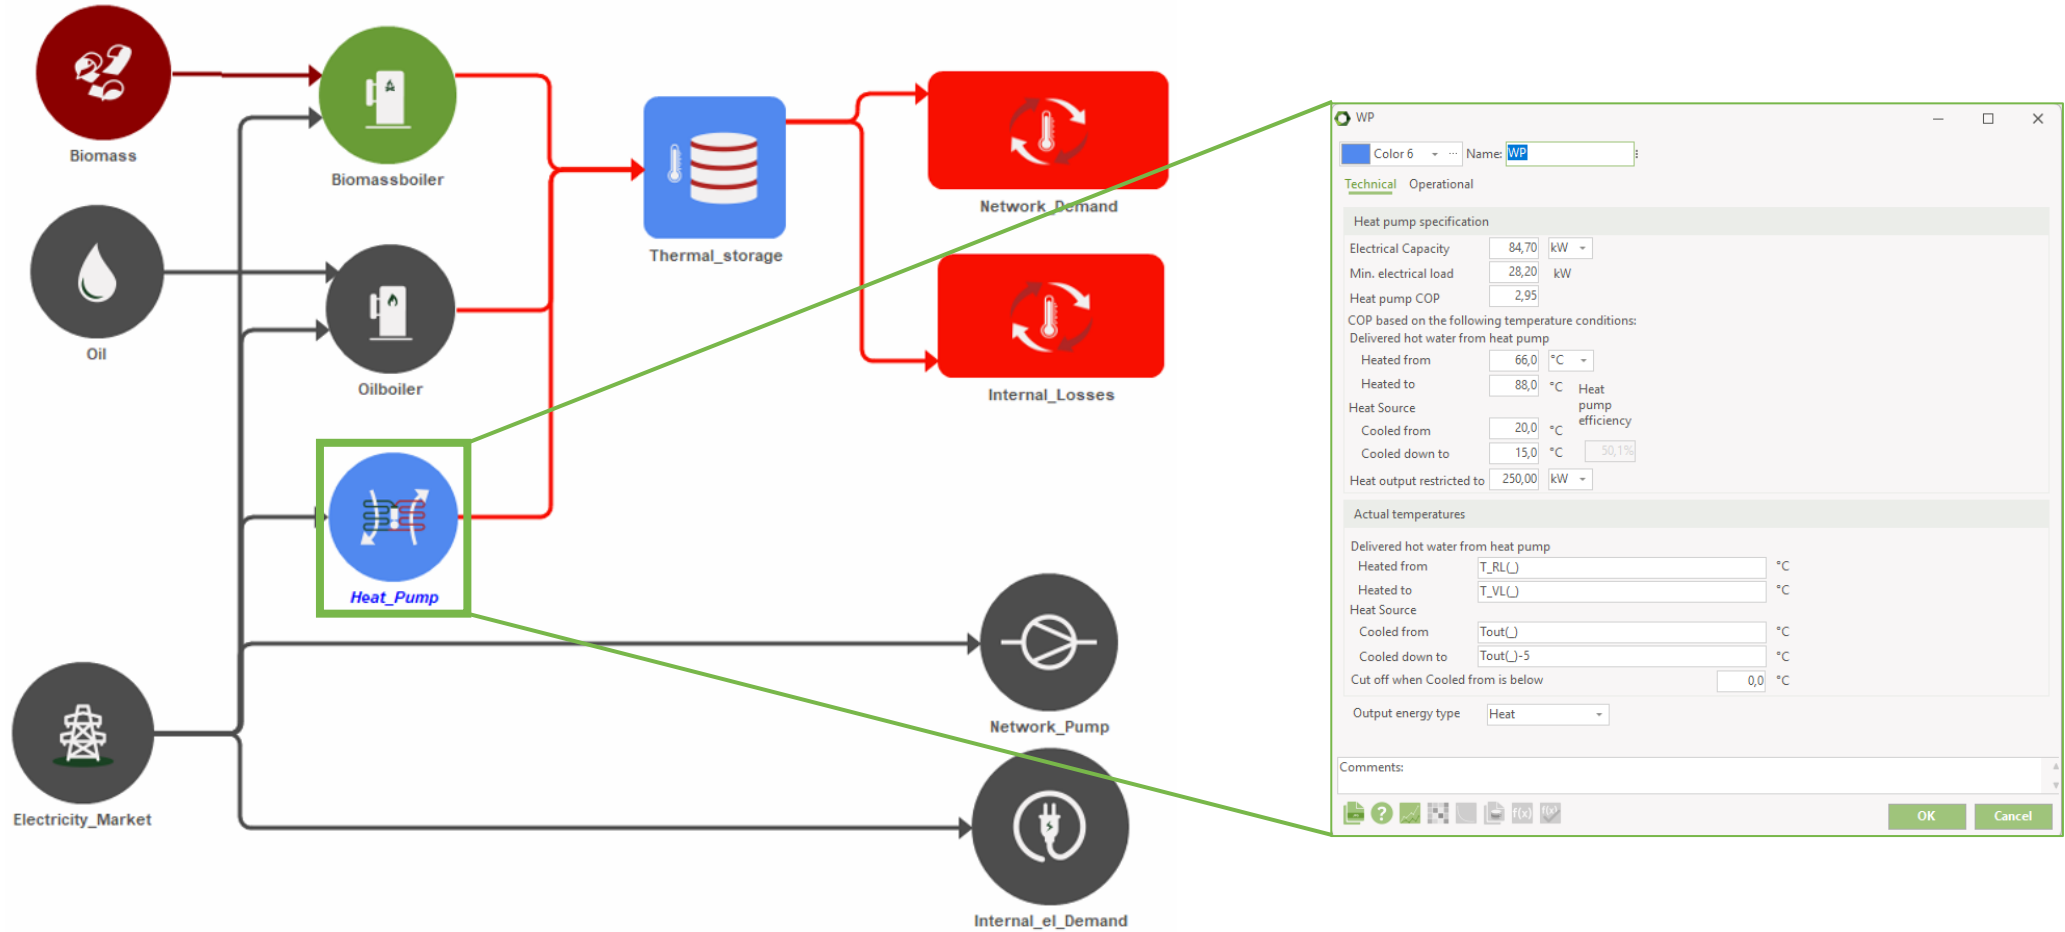 Biomass
Biomassboiler
Oil
Oilboiler
Heat_Pump
Electricity_Market
Thermal_storage
Network_Demand
Internal_Losses
Network_Pump
Internal_el_Demand
WP
Color 6 ... Name: WP
Technical Operational
Heat pump specification
Electrical Capacity 84,70 kW
Min. electrical load 28,20 kW
Heat pump COP 2,95
COP based on the following temperature conditions:
Delivered hot water from heat pump
Heated from 66,0 °C
Heated to 88,0 °C
Heat
pump
efficiency
Heat Source
Cooled from 20,0 °C
Cooled down to 15,0 °C 50,1%
Heat output restricted to 250,00 kW
Actual temperatures
Delivered hot water from heat pump
Heated from T_RL(_) °C
Heated to T_VL(_) °C
Heat Source
Cooled from Tout(_) °C
Cooled down to Tout(_)-5 °C
Cut off when Cooled from is below 0,0 °C
Output energy type Heat
Comments:
? f(x) f(x)
OK Cancel